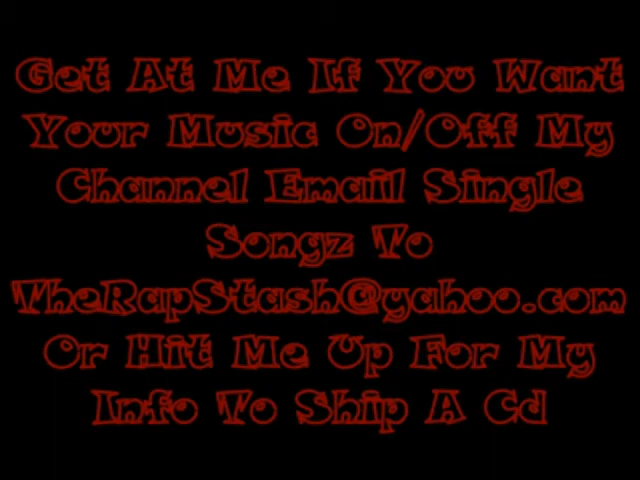 Get At Me If You Want
Your Music On/Off My
Channel Email Single
Songz To
TheRapStash@yahoo.com
Or Hit Me Up For My
Info To Ship A Cd